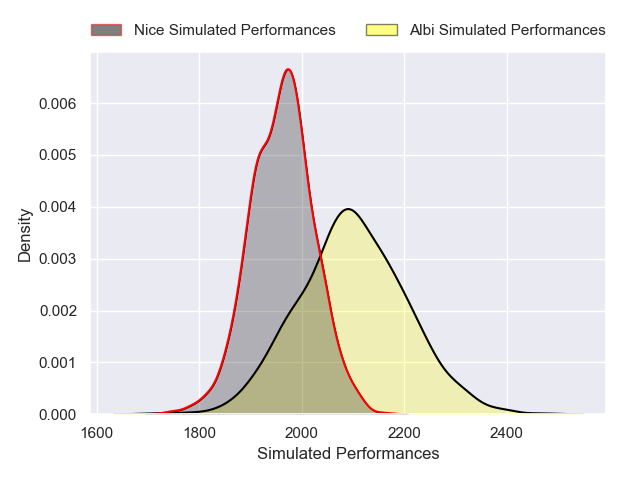 Nice Simulated Performances Albi Simulated Performances
0.006
0.005
0.004
0.003
0.002
0.001
0.000
Density
1600 1800 2000 2200 2400
Simulated Performances